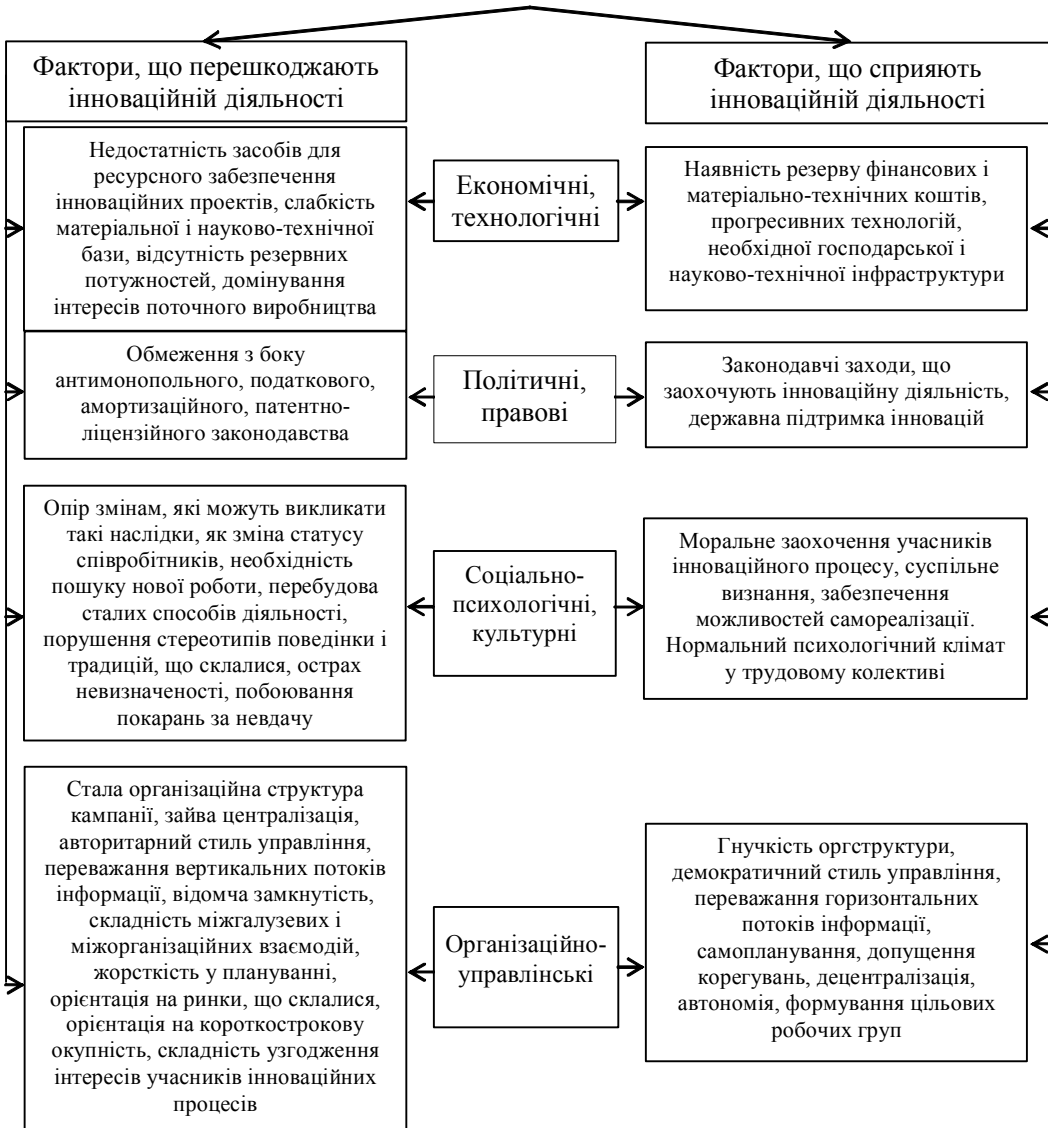 Фактори, що перешкоджають
інноваційній діяльності
Фактори, що сприяють
інноваційній діяльності
Недостатність засобів для
ресурсного забезпечення
інноваційних проектів, слабкість
матеріальної і науково-технічної
бази, відсутність резервних
потужностей, домінування
інтересів поточного виробництва
Економічні,
технологічні
Наявність резерву фінансових і
матеріально-технічних коштів,
прогресивних технологій,
необхідної господарської і
науково-технічної інфраструктури
Обмеження з боку
антимонопольного, податкового,
амортизаційного, патентно-
ліцензійного законодавства
Політичні,
правові
Законодавчі заходи, що
заохочують інноваційну діяльність,
державна підтримка інновацій
Опір змінам, які можуть викликати
такі наслідки, як зміна статусу
співробітників, необхідність
пошуку нової роботи, перебудова
сталих способів діяльності,
порушення стереотипів поведінки і
традицій, що склалися, острах
невизначеності, побоювання
покарань за невдачу
Соціально-
психологічні,
культурні
Моральне заохочення учасників
інноваційного процесу, суспільне
визнання, забезпечення
можливостей самореалізації.
Нормальний психологічний клімат
у трудовому колективі
Стала організаційна структура
кампанії, зайва централізація,
авторитарний стиль управління,
переважання вертикальних потоків
інформації, відомча замкнутість,
складність міжгалузевих і
міжорганізаційних взаємодій,
жорсткість у плануванні,
орієнтація на ринки, що склалися,
орієнтація на короткострокову
окупність, складність узгодження
інтересів учасників інноваційних
процесів
Організаційно-
управлінські
Гнучкість оргструктури,
демократичний стиль управління,
переважання горизонтальних
потоків інформації,
самопланування, допущення
корегувань, децентралізація,
автономія, формування цільових
робочих груп